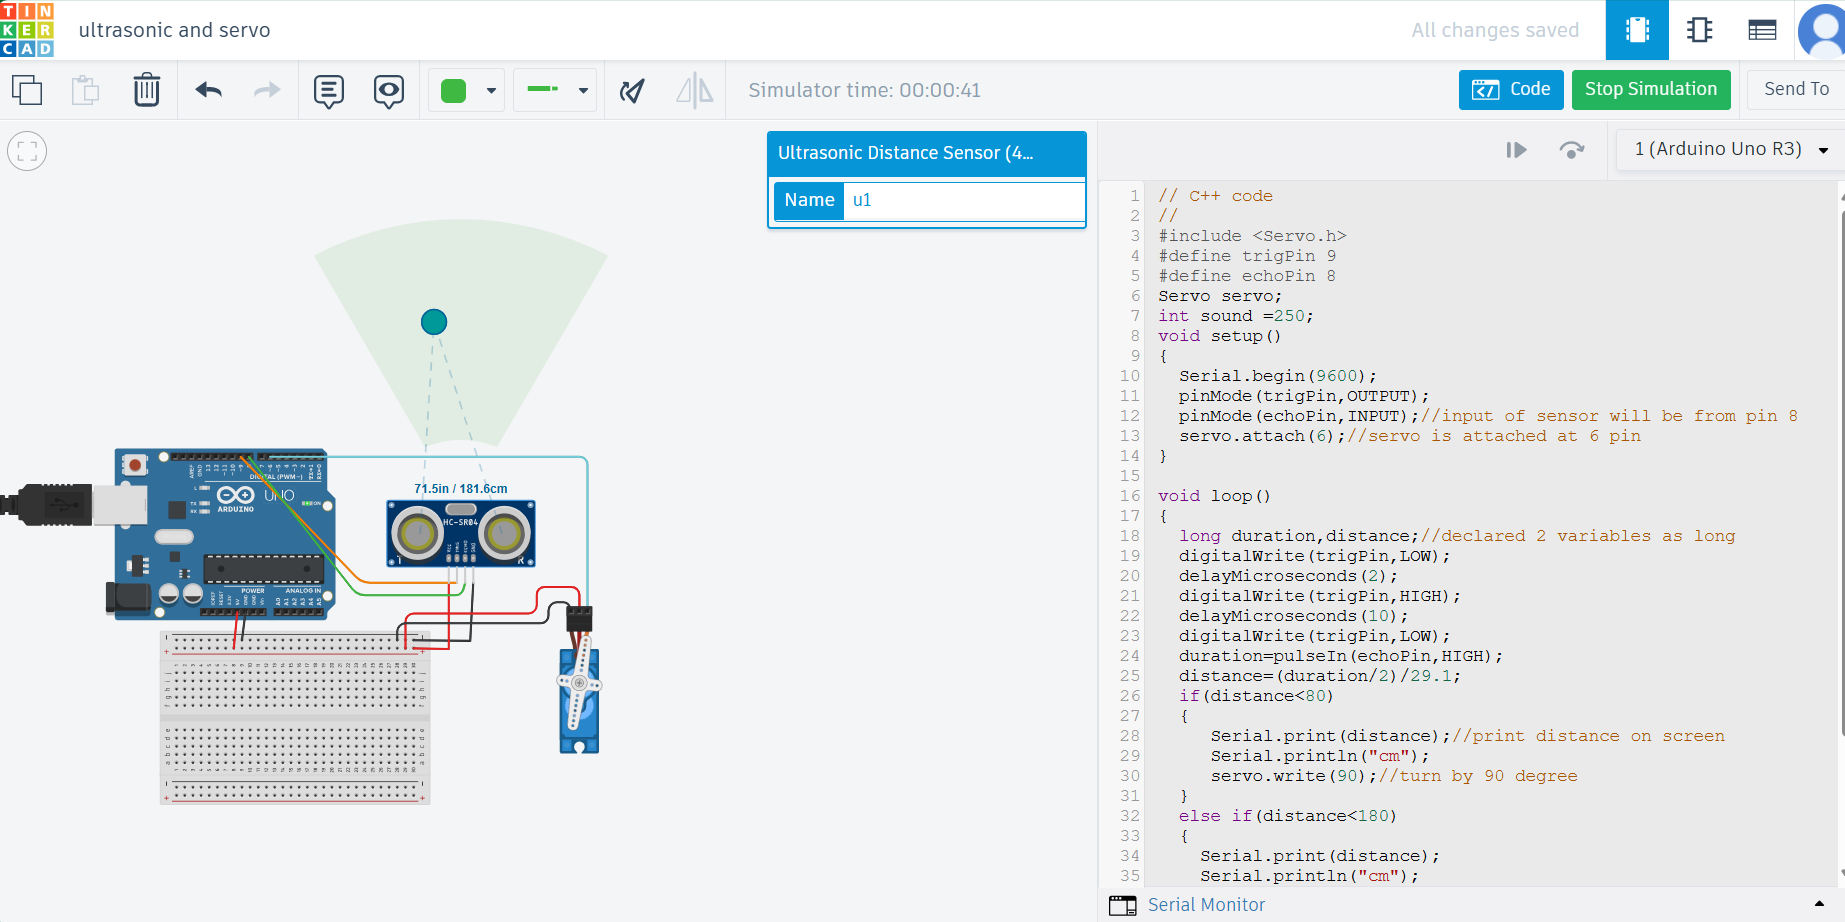 TIN
KER
CAD
ultrasonic and servo
All changes saved
Simulator time: 00:00:41
Code
Stop Simulation
Send To
Ultrasonic Distance Sensor (4...
Name
u1
1 (Arduino Uno R3)
71.5in / 181.6cm
HC-SR04
T
R
DIGITAL (PWM~)
UNO
ARDUINO
ON
POWER
ANALOG IN
1 // C++ code
2 //
3 #include <Servo.h>
4 #define trigPin 9
5 #define echoPin 8
6 Servo servo;
7 int sound =250;
8 void setup()
9 {
10 Serial.begin(9600);
11 pinMode(trigPin,OUTPUT);
12 pinMode(echoPin,INPUT);//input of sensor will be from pin 8
13 servo.attach(6);//servo is attached at 6 pin
14 }
15
16 void loop()
17 {
18 long duration,distance;//declared 2 variables as long
19 digitalWrite(trigPin,LOW);
20 delayMicroseconds(2);
21 digitalWrite(trigPin,HIGH);
22 delayMicroseconds(10);
23 digitalWrite(trigPin,LOW);
24 duration=pulseIn(echoPin,HIGH);
25 distance=(duration/2)/29.1;
26 if(distance<80)
27 {
28 Serial.print(distance);//print distance on screen
29 Serial.println("cm");
30 servo.write(90);//turn by 90 degree
31 }
32 else if(distance<180)
33 {
34 Serial.print(distance);
35 Serial.println("cm");
Serial Monitor